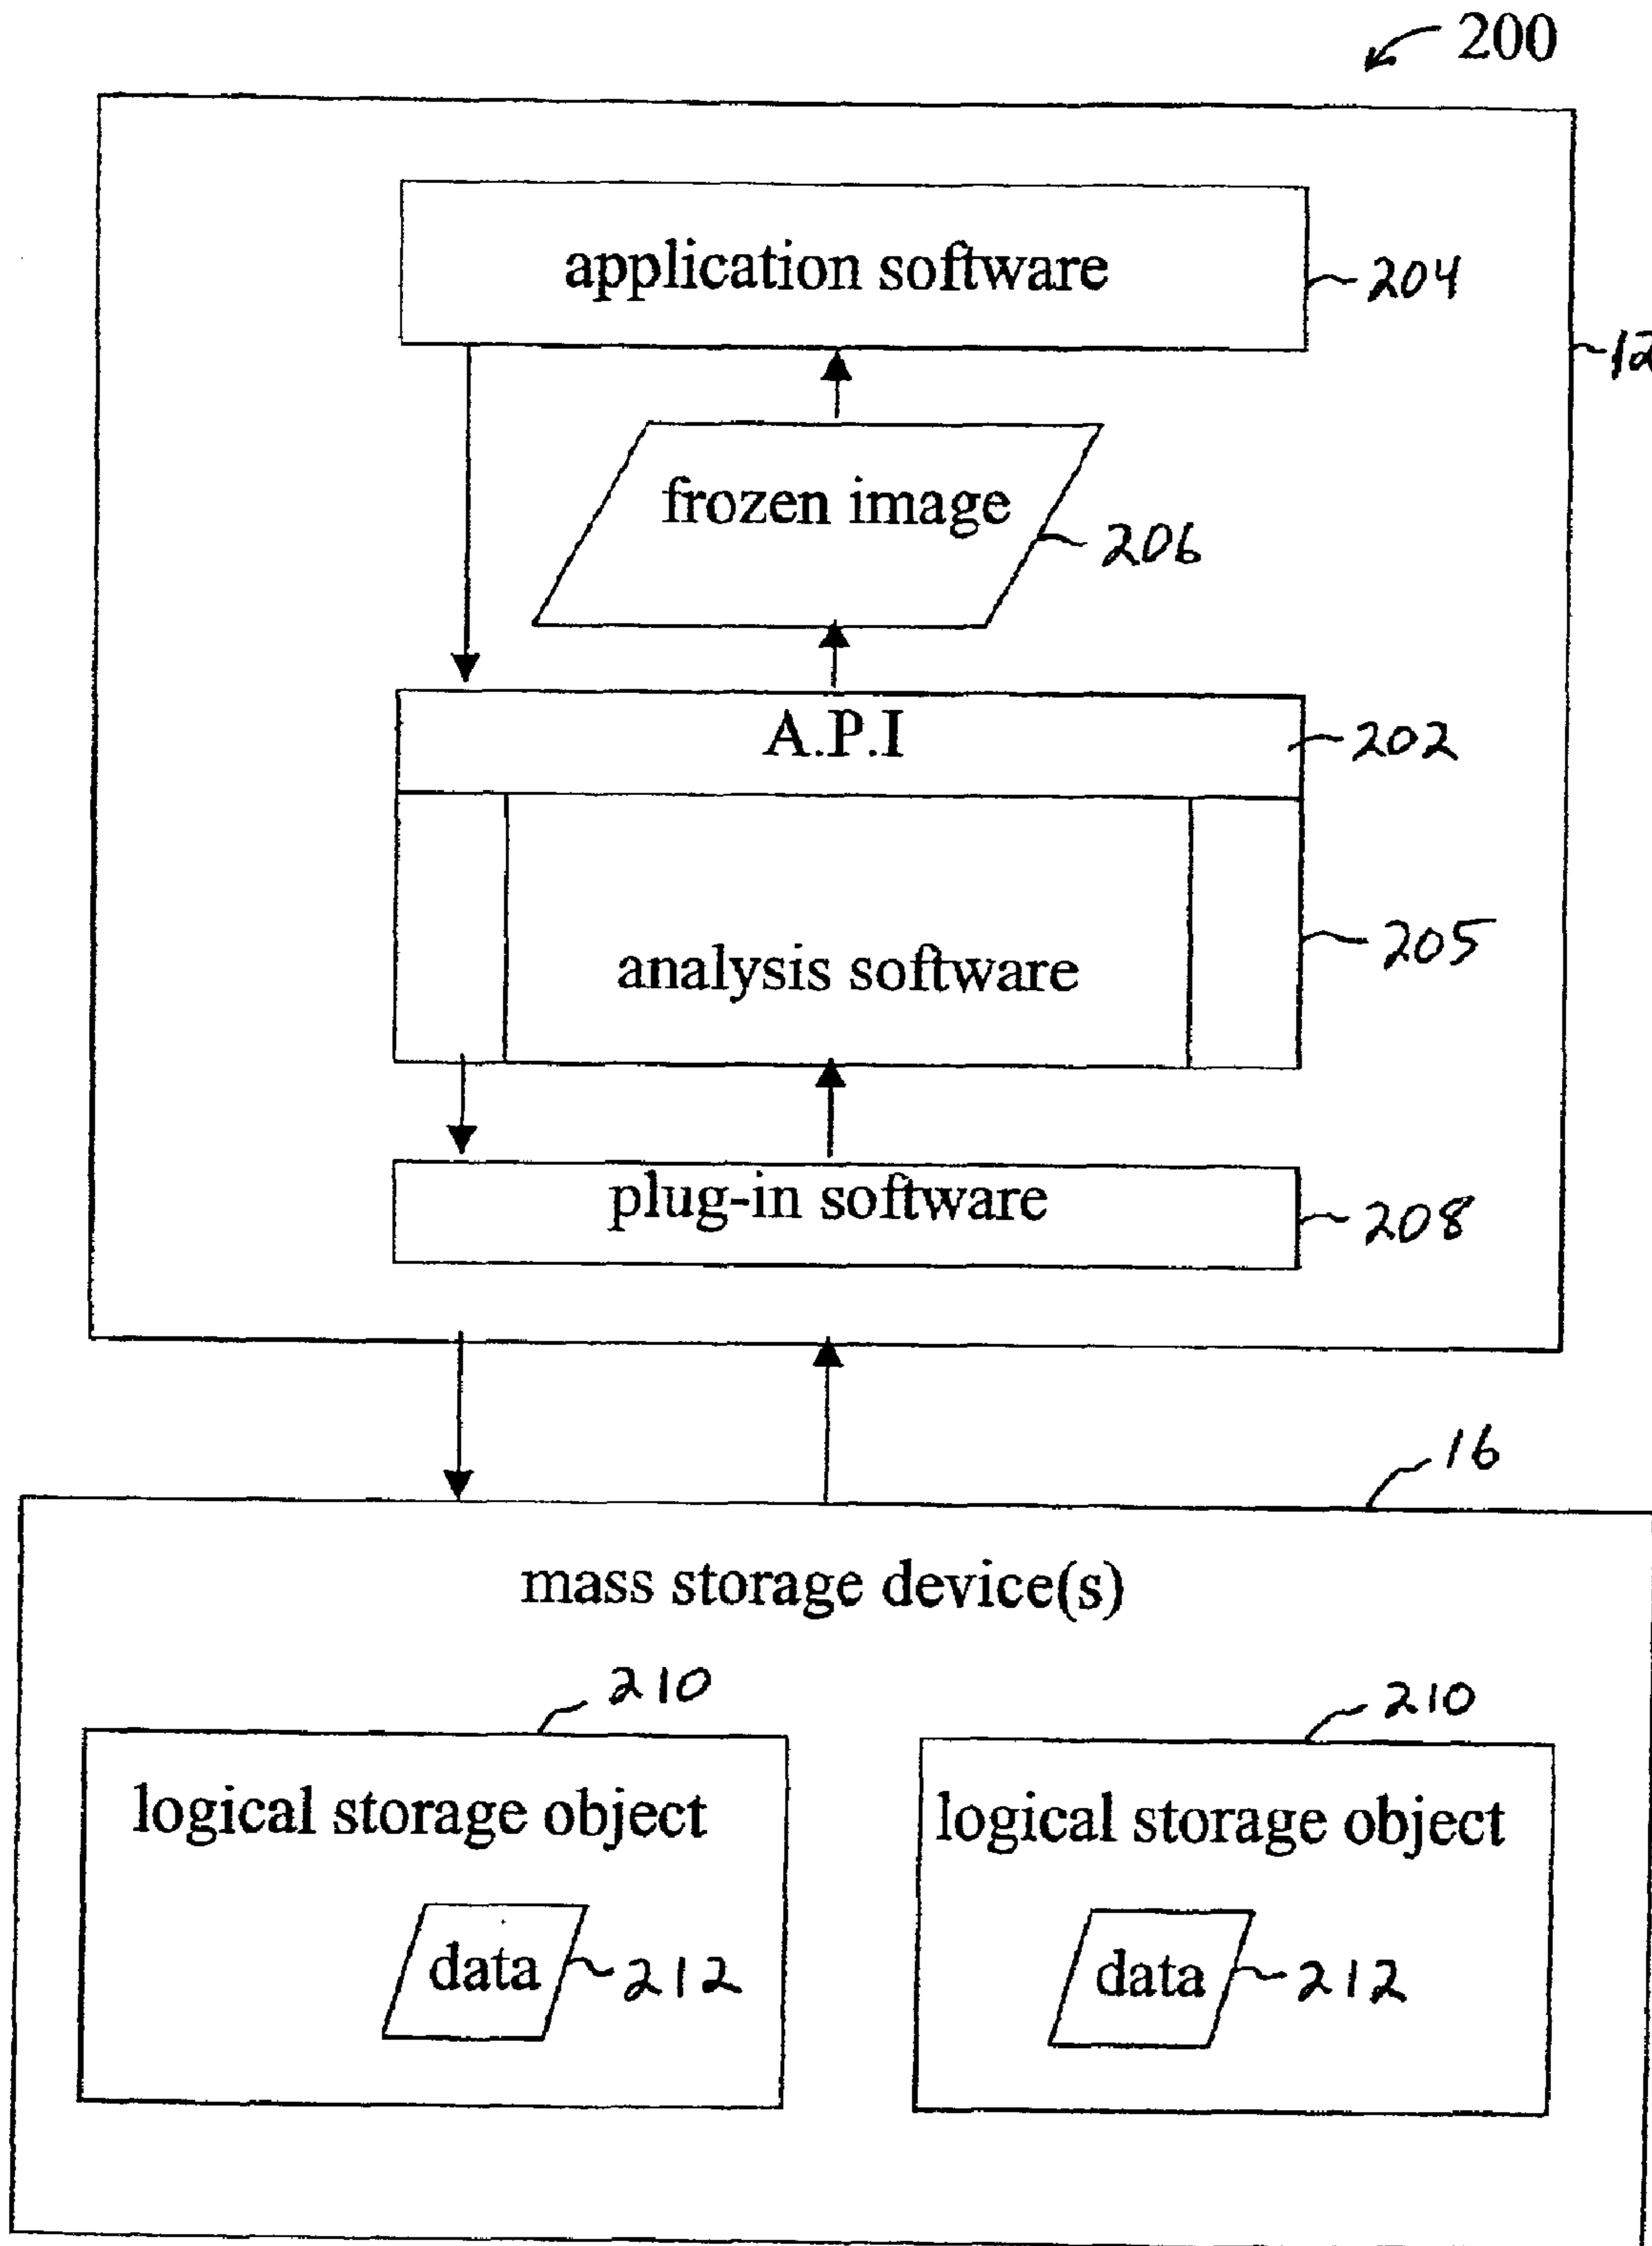 200
application software
204
12
frozen image
206
A.P.I
202
analysis software
205
plug-in software
208
16
mass storage device(s)
210
210
logical storage object
logical storage object
data
212
data
212